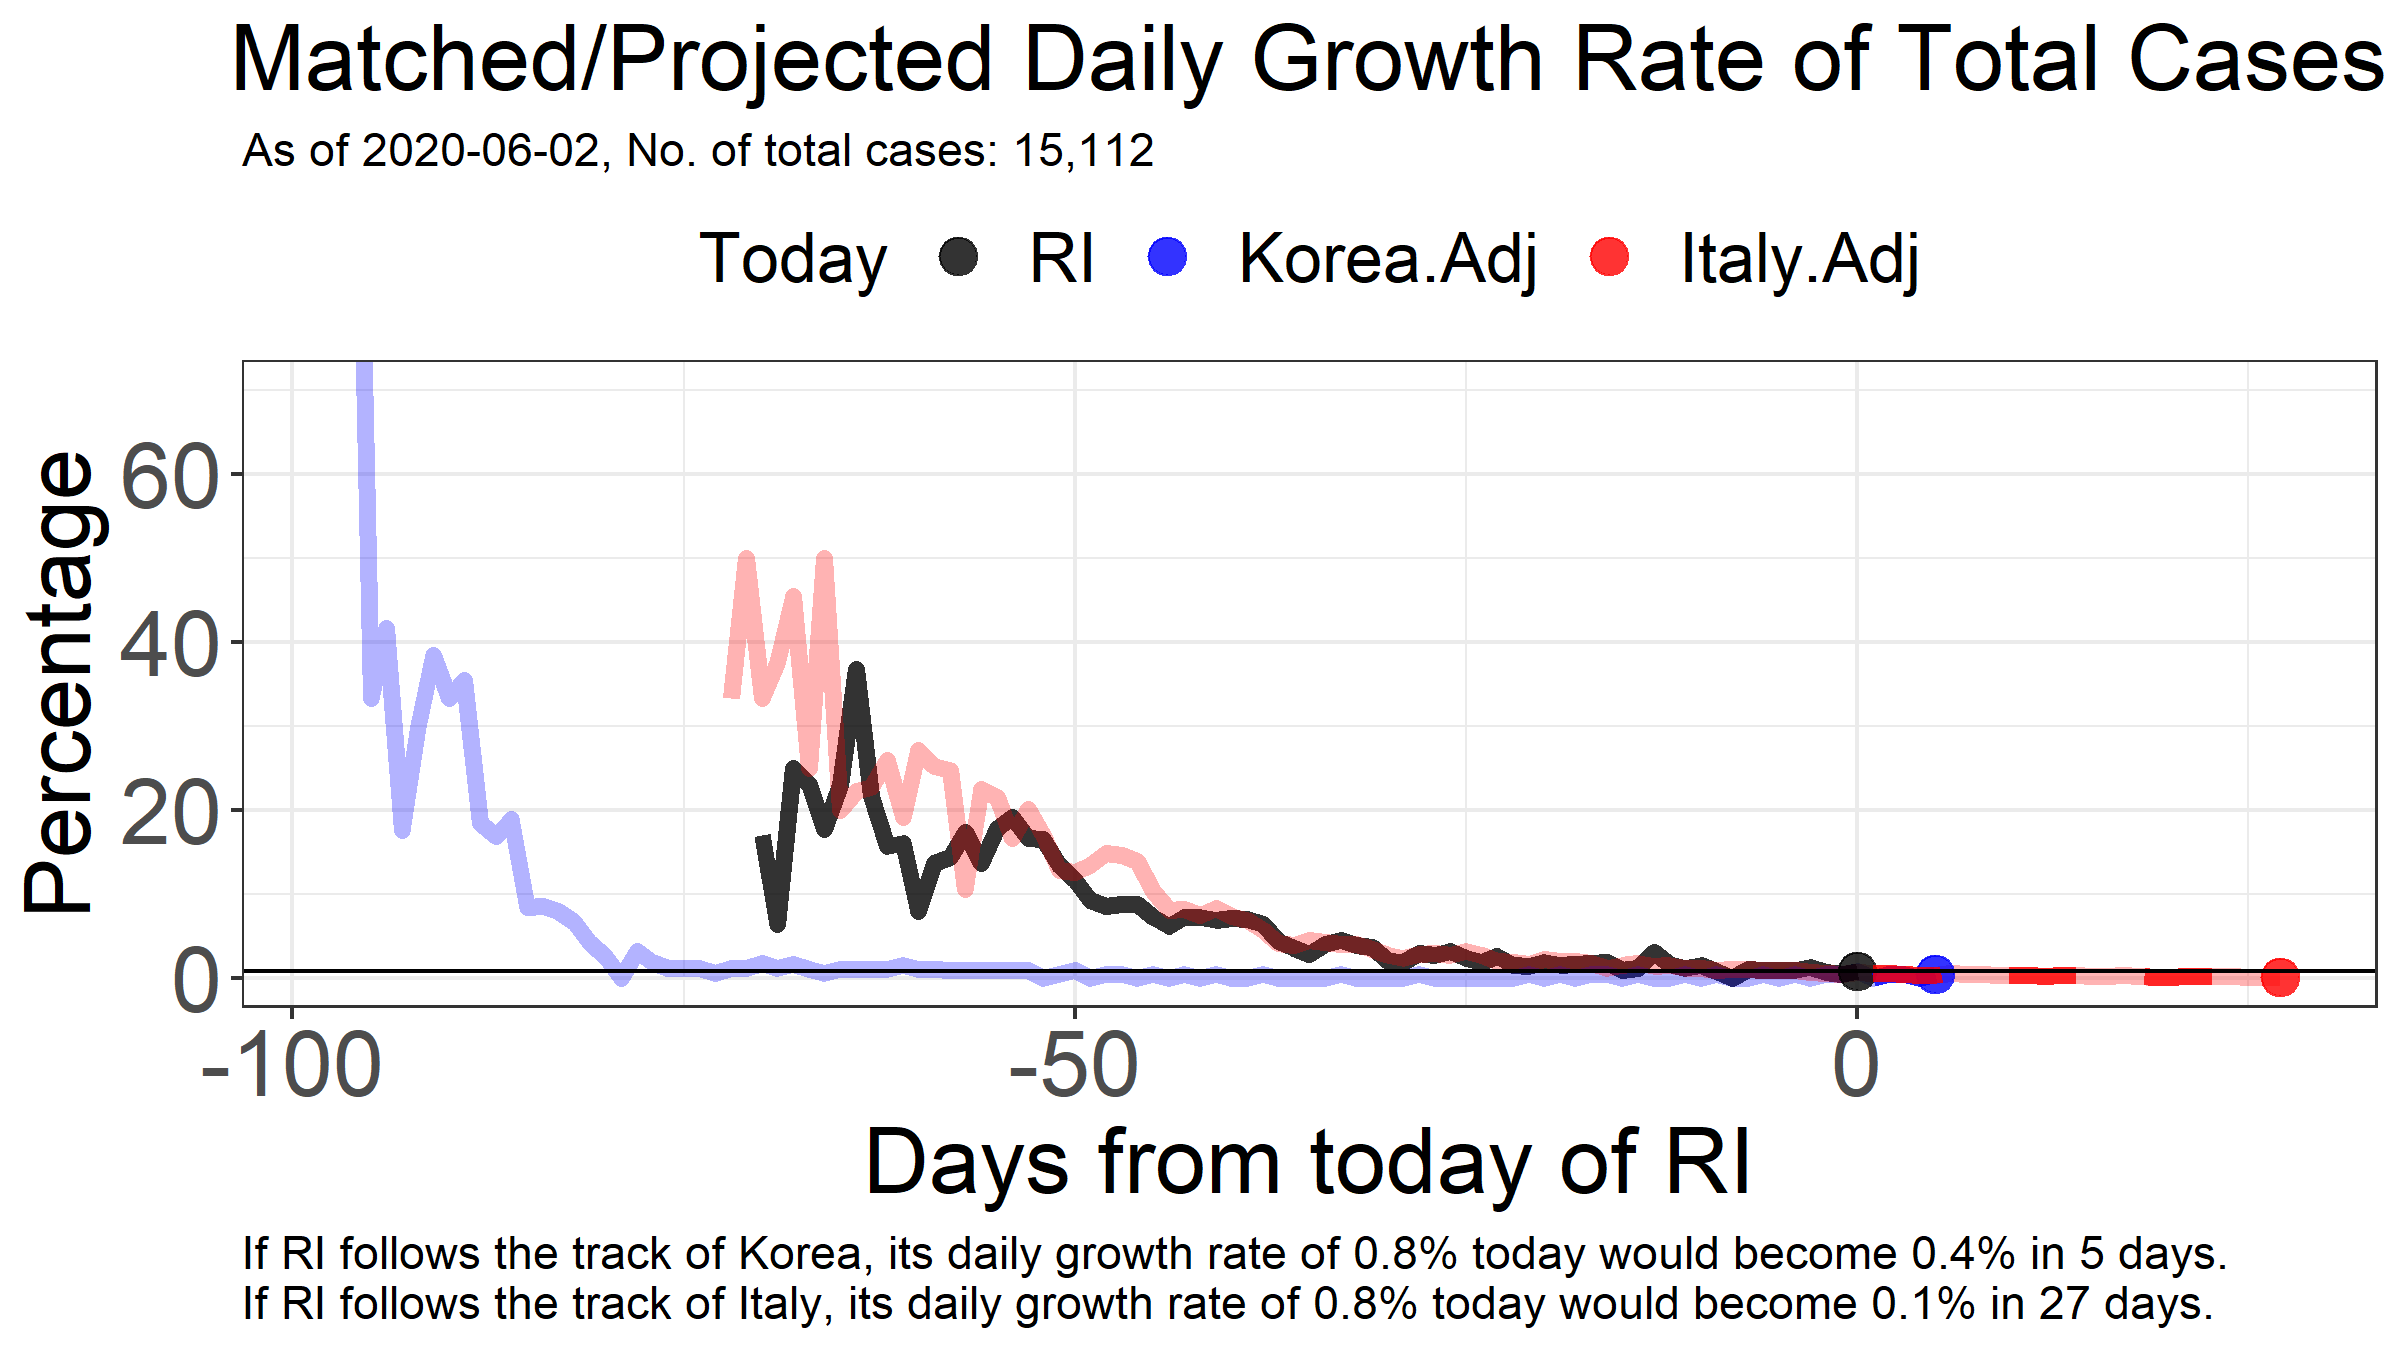 Matched/Projected Daily Growth Rate of Total Cases
As of 2020-06-02, No. of total cases: 15,112
Today RI Korea.Adj Italy.Adj
Percentage
60
40
20
0
-100 -50 0
Days from today of RI
If RI follows the track of Korea, its daily growth rate of 0.8% today would become 0.4% in 5 days.
If RI follows the track of Italy, its daily growth rate of 0.8% today would become 0.1% in 27 days.